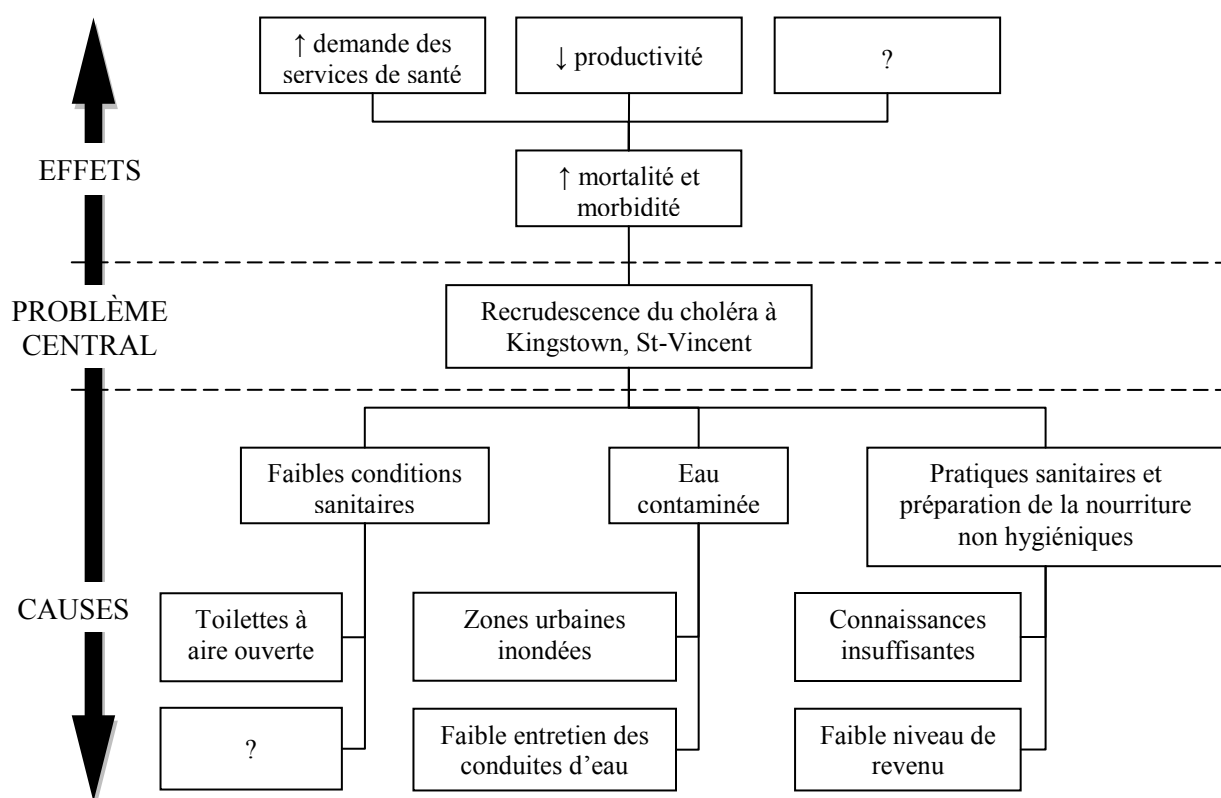 ↑ demande des
services de santé
↓ productivité
?
EFFETS
↑ mortalité et
morbidité
PROBLÈME
CENTRAL
Recrudescence du choléra à
Kingstown, St-Vincent
Faibles conditions
sanitaires
Eau
contaminée
Pratiques sanitaires et
préparation de la nourriture
non hygiéniques
CAUSES
Toilettes à
aire ouverte
Zones urbaines
inondées
Connaissances
insuffisantes
?
Faible entretien des
conduites d’eau
Faible niveau de
revenu